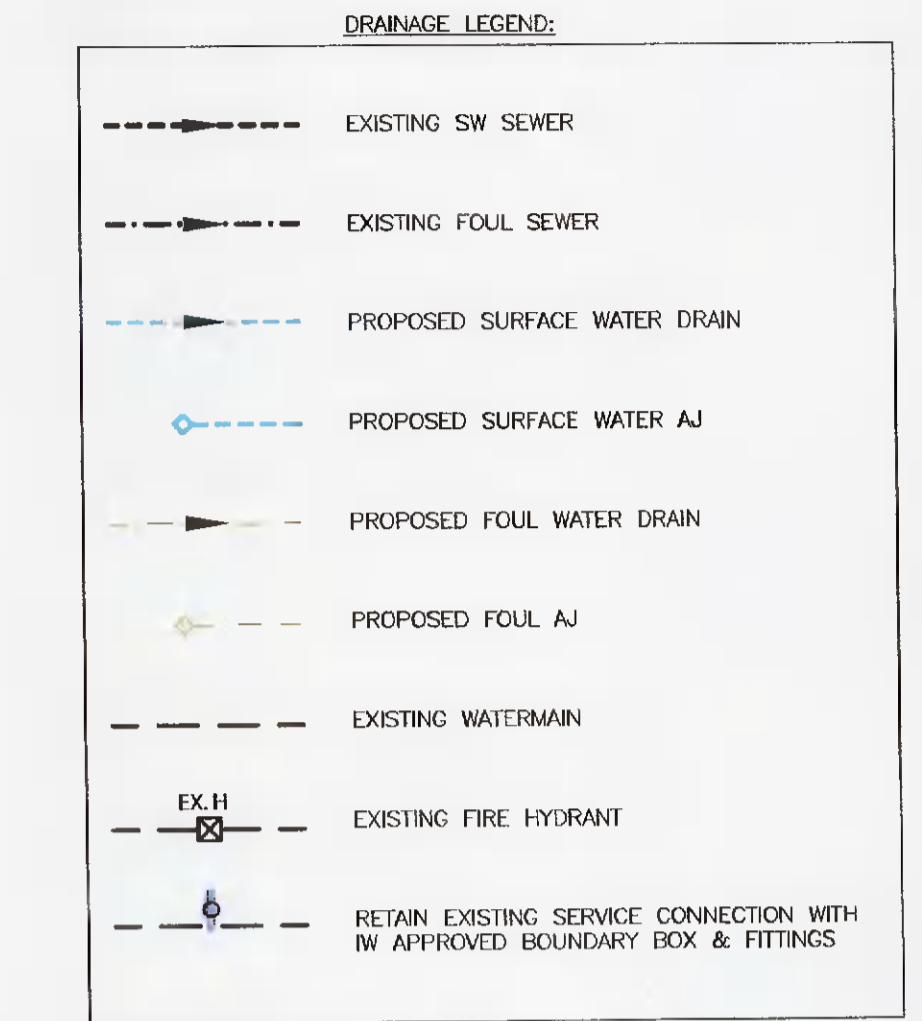 DRAINAGE LEGEND:
EXISTING SW SEWER
EXISTING FOUL SEWER
PROPOSED SURFACE WATER DRAIN
PROPOSED SURFACE WATER AJ
PROPOSED FOUL WATER DRAIN
PROPOSED FOUL AJ
EXISTING WATERMAIN
EX.H
EXISTING FIRE HYDRANT
RETAIN EXISTING SERVICE CONNECTION WITH
IW APPROVED BOUNDARY BOX & FITTINGS